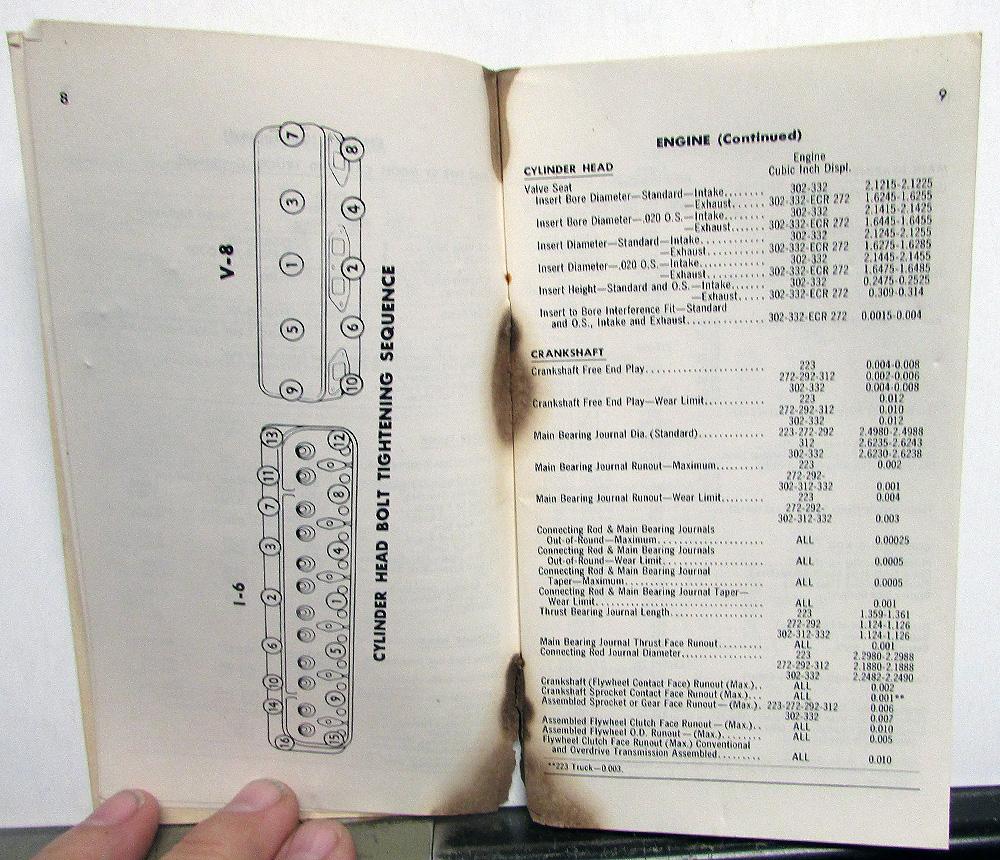 8
V-8
7 3 1 5 9
8 4 2 6 10
I-6
13 11 7 3 2 6 10 14 16
12 8 4 1 5 9 15
CYLINDER HEAD BOLT TIGHTENING SEQUENCE
9
ENGINE (Continued)
Engine
CYLINDER HEAD Cubic Inch Displ.
Valve Seat
Insert Bore Diameter—Standard—Intake........ 302-332 2.1215-2.1225
—Exhaust...... 302-332-ECR 272 1.6245-1.6255
Insert Bore Diameter—.020 O.S.—Intake........ 302-332 2.1415-2.1425
—Exhaust...... 302-332-ECR 272 1.6445-1.6455
Insert Diameter—Standard—Intake............ 302-332 2.1245-2.1255
—Exhaust........... 302-332-ECR 272 1.6275-1.6285
Insert Diameter—.020 O.S.—Intake............ 302-332 2.1445-2.1455
—Exhaust.......... 302-332-ECR 272 1.6475-1.6485
Insert Height—Standard and O.S.—Intake....... 302-332 0.2475-0.2525
—Exhaust..... 302-332-ECR 272 0.309-0.314
Insert to Bore Interference Fit—Standard
and O.S., Intake and Exhaust.............. 302-332-ECR 272 0.0015-0.004
CRANKSHAFT
Crankshaft Free End Play..................... 223 0.004-0.008
272-292-312 0.002-0.006
302-332 0.004-0.008
Crankshaft Free End Play—Wear Limit.......... 223 0.012
272-292-312 0.010
302-332 0.012
Main Bearing Journal Dia. (Standard)........... 223-272-292 2.4980-2.4988
312 2.6235-2.6243
302-332 2.6230-2.6238
Main Bearing Journal Runout—Maximum........ 223 0.002
272-292-
302-312-332 0.001
Main Bearing Journal Runout—Wear Limit....... 223 0.004
272-292-
302-312-332 0.003
Connecting Rod & Main Bearing Journals
Out-of-Round—Maximum.................. ALL 0.00025
Connecting Rod & Main Bearing Journals
Out-of-Round—Wear Limit................. ALL 0.0005
Connecting Rod & Main Bearing Journal
Taper—Maximum........................ ALL 0.0005
Connecting Rod & Main Bearing Journal Taper—
Wear Limit............................. ALL 0.001
Thrust Bearing Journal Length................. 223 1.359-1.361
272-292 1.124-1.126
302-312-332 1.124-1.126
Main Bearing Journal Thrust Face Runout........ ALL 0.001
Connecting Rod Journal Diameter............... 223 2.2980-2.2988
272-292-312 2.1880-2.1888
302-332 2.2482-2.2490
Crankshaft (Flywheel Contact Face) Runout (Max.).. ALL 0.002
Crankshaft Sprocket Contact Face Runout (Max.)... ALL 0.001**
Assembled Sprocket or Gear Face Runout—(Max.). 223-272-292-312 0.006
302-332 0.007
Assembled Flywheel Clutch Face Runout—(Max.)... ALL 0.010
Assembled Flywheel O.D. Runout—(Max.)........ ALL 0.005
Flywheel Clutch Face Runout (Max.) Conventional
and Overdrive Transmission Assembled......... ALL 0.010
**223 Truck—0.003.